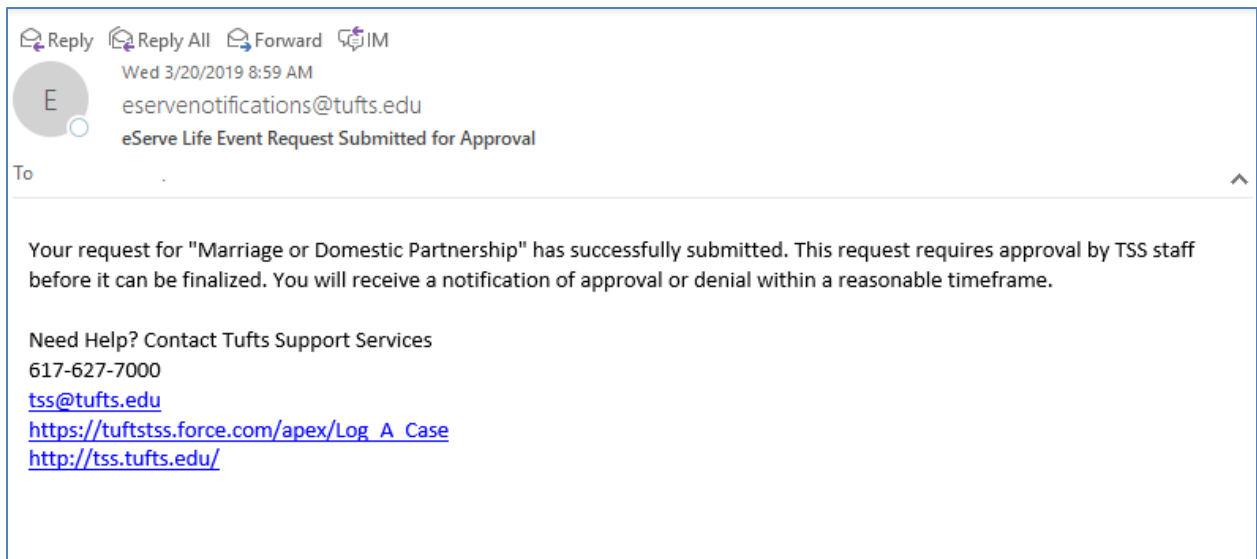 Reply Reply All Forward IM
Wed 3/20/2019 8:59 AM
E
eservenotifications@tufts.edu
eServe Life Event Request Submitted for Approval
To
Your request for "Marriage or Domestic Partnership" has successfully submitted. This request requires approval by TSS staff
before it can be finalized. You will receive a notification of approval or denial within a reasonable timeframe.
Need Help? Contact Tufts Support Services
617-627-7000
tss@tufts.edu
https://tuftstss.force.com/apex/Log_A_Case
http://tss.tufts.edu/